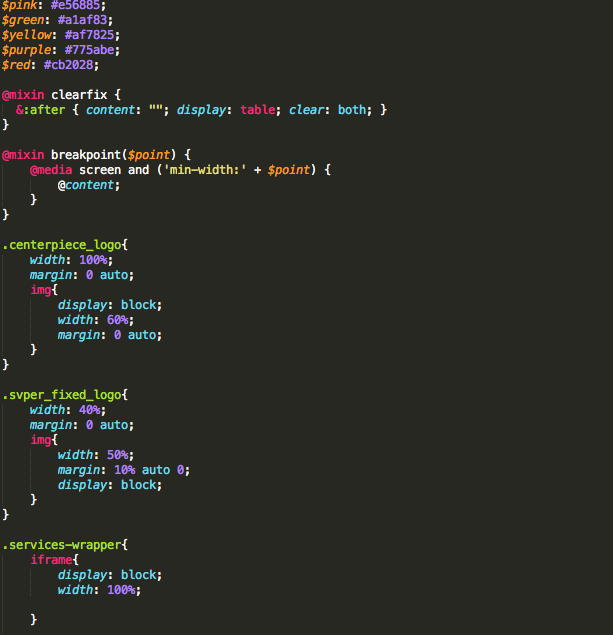 $pink: #e56885;
$green: #a1af83;
$yellow: #af7825;
$purple: #775abe;
$red: #cb2028;
@mixin clearfix {
&:after { content: ""; display: table; clear: both; }
}
@mixin breakpoint($point) {
@media screen and ('min-width:' + $point) {
@content;
}
}
.centerpiece_logo{
width: 100%;
margin: 0 auto;
img{
display: block;
width: 60%;
margin: 0 auto;
}
}
.svper_fixed_logo{
width: 40%;
margin: 0 auto;
img{
width: 50%;
margin: 10% auto 0;
display: block;
}
}
.services-wrapper{
iframe{
display: block;
width: 100%;
}